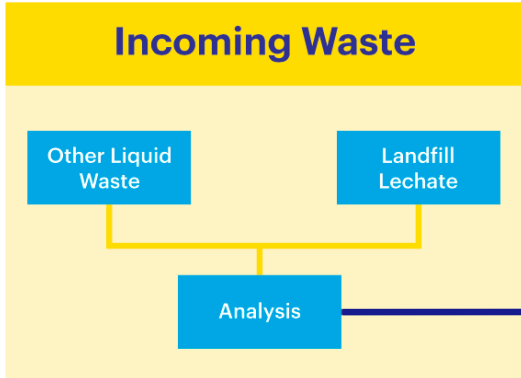 Incoming Waste
Other Liquid
Waste
Landfill
Lechate
Analysis